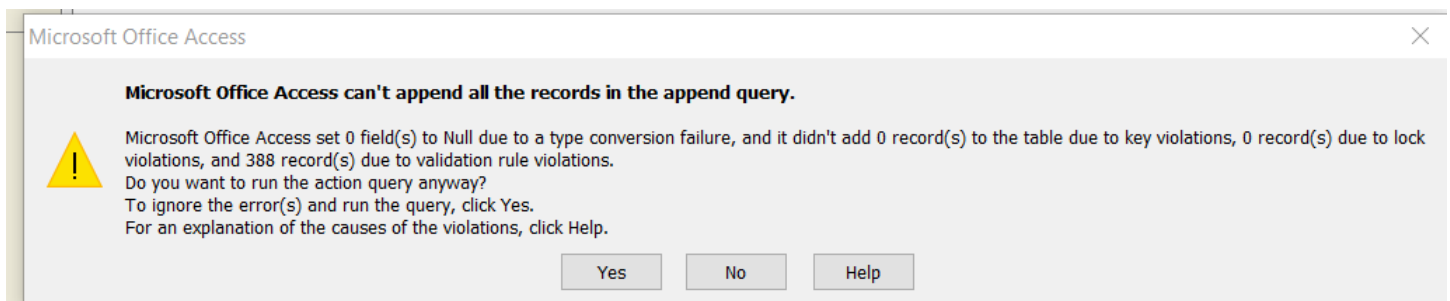 Microsoft Office Access
Microsoft Office Access can't append all the records in the append query.
Microsoft Office Access set 0 field(s) to Null due to a type conversion failure, and it didn't add 0 record(s) to the table due to key violations, 0 record(s) due to lock
violations, and 388 record(s) due to validation rule violations.
Do you want to run the action query anyway?
To ignore the error(s) and run the query, click Yes.
For an explanation of the causes of the violations, click Help.
Yes No Help